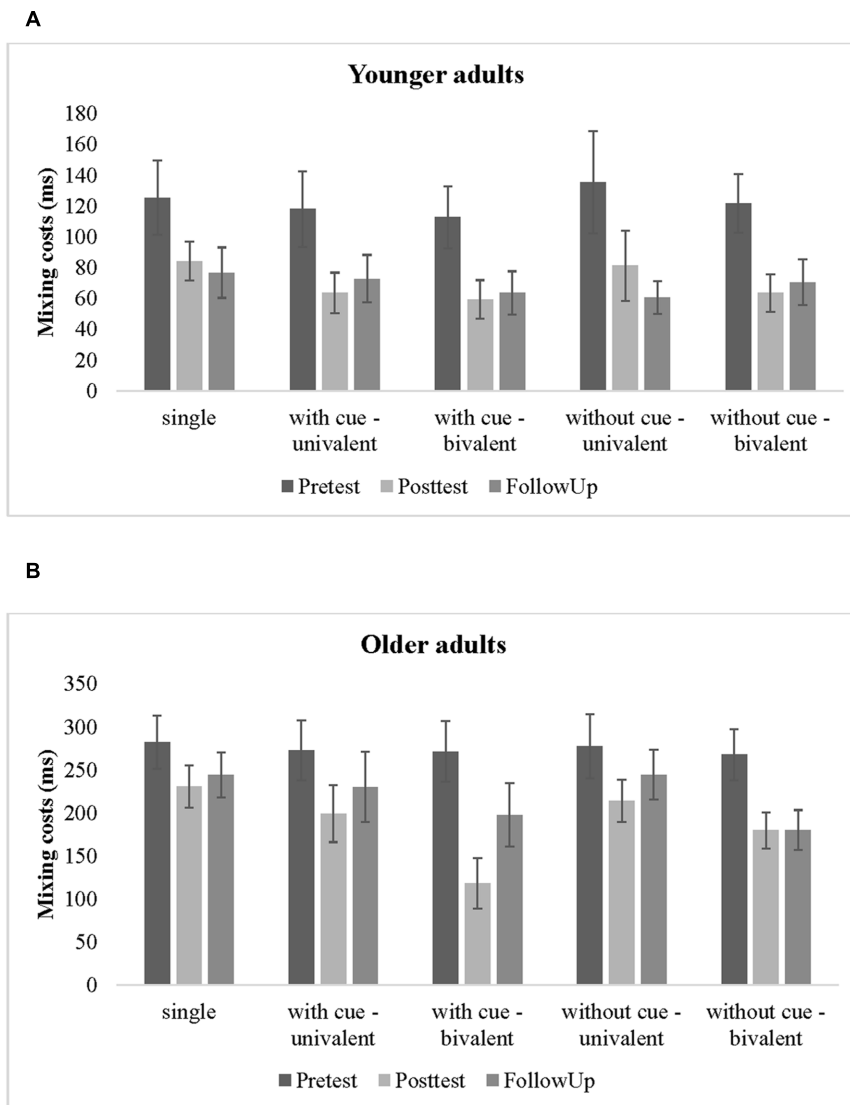 A
Younger adults
Mixing costs (ms)
180
160
140
120
100
80
60
40
20
0
single
with cue -
univalent
with cue -
bivalent
without cue -
univalent
without cue -
bivalent
Pretest Posttest FollowUp
B
Older adults
Mixing costs (ms)
350
300
250
200
150
100
50
0
single
with cue -
univalent
with cue -
bivalent
without cue -
univalent
without cue -
bivalent
Pretest Posttest FollowUp